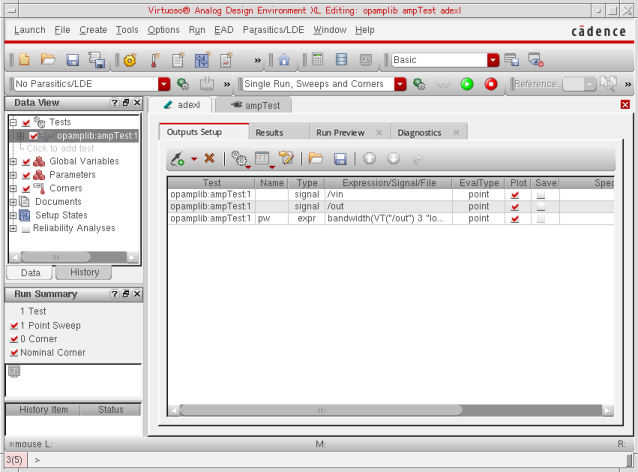 Virtuoso® Analog Design Environment XL Editing: opamplib ampTest adexl
Launch File Create Tools Options Run EAD Parasitics/LDE Window Help
cādence
» » Basic
No Parasitics/LDE » Single Run, Sweeps and Corners Reference: »
Data View ? adexl ampTest
Tests
opamplib:ampTest:1
Click to add test
Global Variables
Parameters
Corners
Documents
Setup States
Reliability Analyses
Data History
Run Summary ?
1 Test
1 Point Sweep
0 Corner
Nominal Corner
History Item Status
Outputs Setup Results Run Preview Diagnostics
Test Name Type Expression/Signal/File EvalType Plot Save Spec
opamplib:ampTest:1 signal /vin point
opamplib:ampTest:1 signal /out point
opamplib:ampTest:1 pw expr bandwidth(VT("/out") 3 "lo... point
mouse L: M: R:
3(5) >